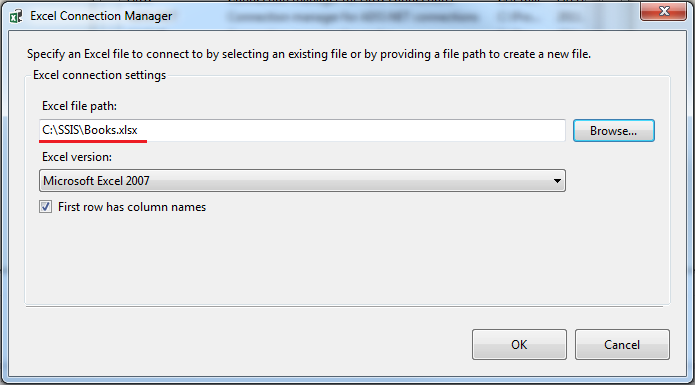 Excel Connection Manager
Specify an Excel file to connect to by selecting an existing file or by providing a file path to create a new file.
Excel connection settings
Excel file path:
C:\SSIS\Books.xlsx
Browse...
Excel version:
Microsoft Excel 2007
First row has column names
OK
Cancel